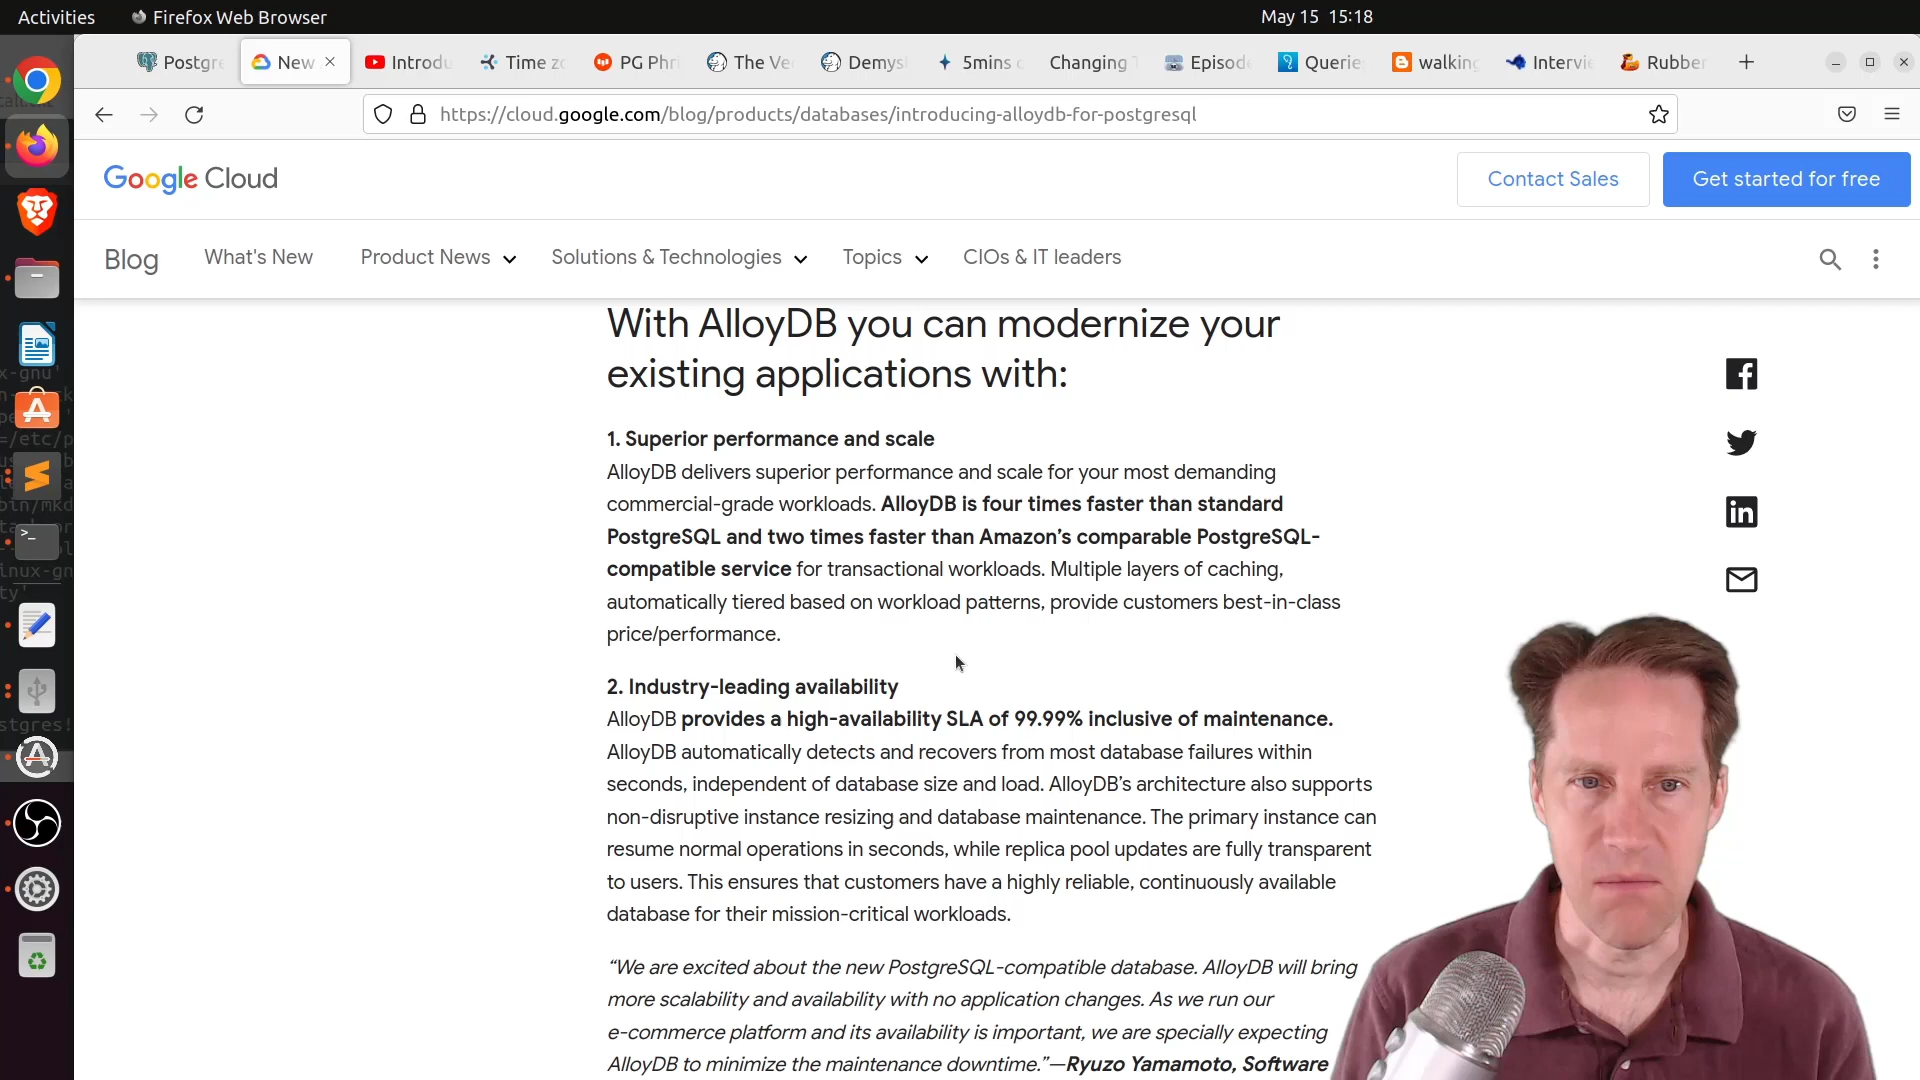 Activities
Firefox Web Browser
May 15 15:18
Postgre
New
Introdu
Time z
PG Phri
The Ve
Demys
5mins
Changing
Episod
Querie
walking
Intervie
Rubber
https://cloud.google.com/blog/products/databases/introducing-alloydb-for-postgresql
Google Cloud
Contact Sales
Get started for free
Blog
What's New
Product News
Solutions & Technologies
Topics
CIOs & IT leaders
With AlloyDB you can modernize your
existing applications with:
1. Superior performance and scale
AlloyDB delivers superior performance and scale for your most demanding
commercial-grade workloads. AlloyDB is four times faster than standard
PostgreSQL and two times faster than Amazon’s comparable PostgreSQL-
compatible service for transactional workloads. Multiple layers of caching,
automatically tiered based on workload patterns, provide customers best-in-class
price/performance.
2. Industry-leading availability
AlloyDB provides a high-availability SLA of 99.99% inclusive of maintenance.
AlloyDB automatically detects and recovers from most database failures within
seconds, independent of database size and load. AlloyDB’s architecture also supports
non-disruptive instance resizing and database maintenance. The primary instance can
resume normal operations in seconds, while replica pool updates are fully transparent
to users. This ensures that customers have a highly reliable, continuously available
database for their mission-critical workloads.
“We are excited about the new PostgreSQL-compatible database. AlloyDB will bring
more scalability and availability with no application changes. As we run our
e-commerce platform and its availability is important, we are specially expecting
AlloyDB to minimize the maintenance downtime.”—Ryuzo Yamamoto, Software